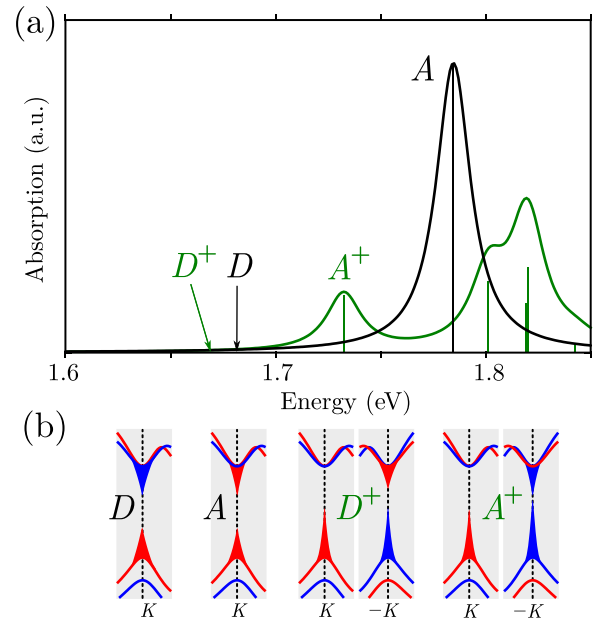 (a)
A
D⁺ D A⁺
Absorption (a.u.)
1.6 1.7 1.8
Energy (eV)
(b)
D A D⁺ A⁺
K K K −K K −K